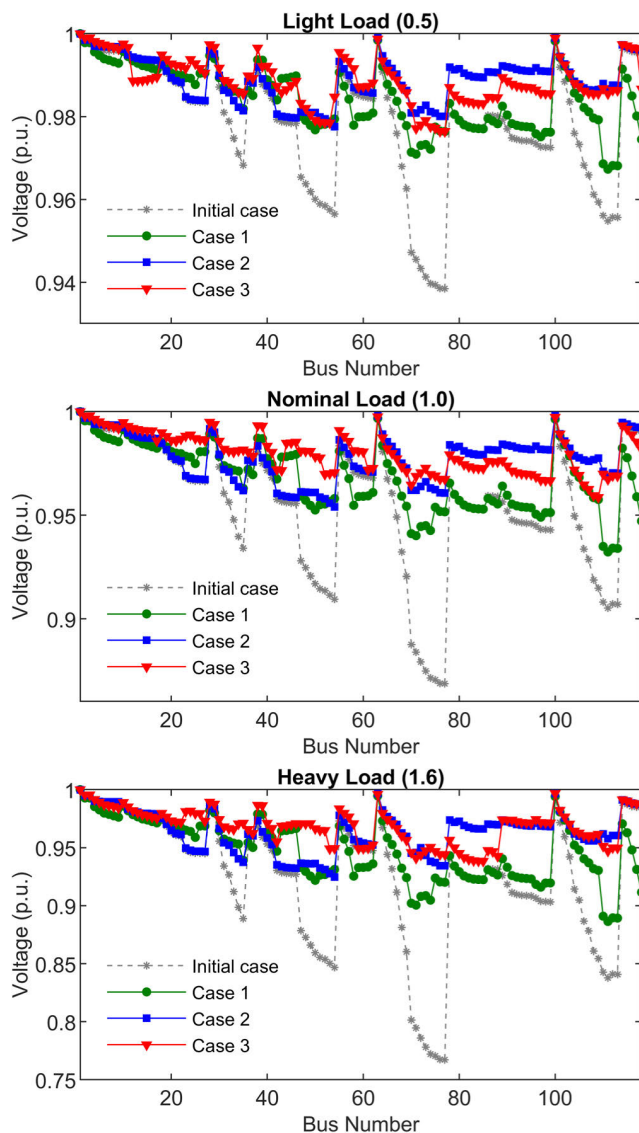 Light Load (0.5)
1
0.98
0.96
0.94
Voltage (p.u.)
Initial case
Case 1
Case 2
Case 3
20 40 60 80 100
Bus Number
Nominal Load (1.0)
1
0.95
0.9
Voltage (p.u.)
Initial case
Case 1
Case 2
Case 3
20 40 60 80 100
Bus Number
Heavy Load (1.6)
1
0.95
0.9
0.85
0.8
0.75
Voltage (p.u.)
Initial case
Case 1
Case 2
Case 3
20 40 60 80 100
Bus Number